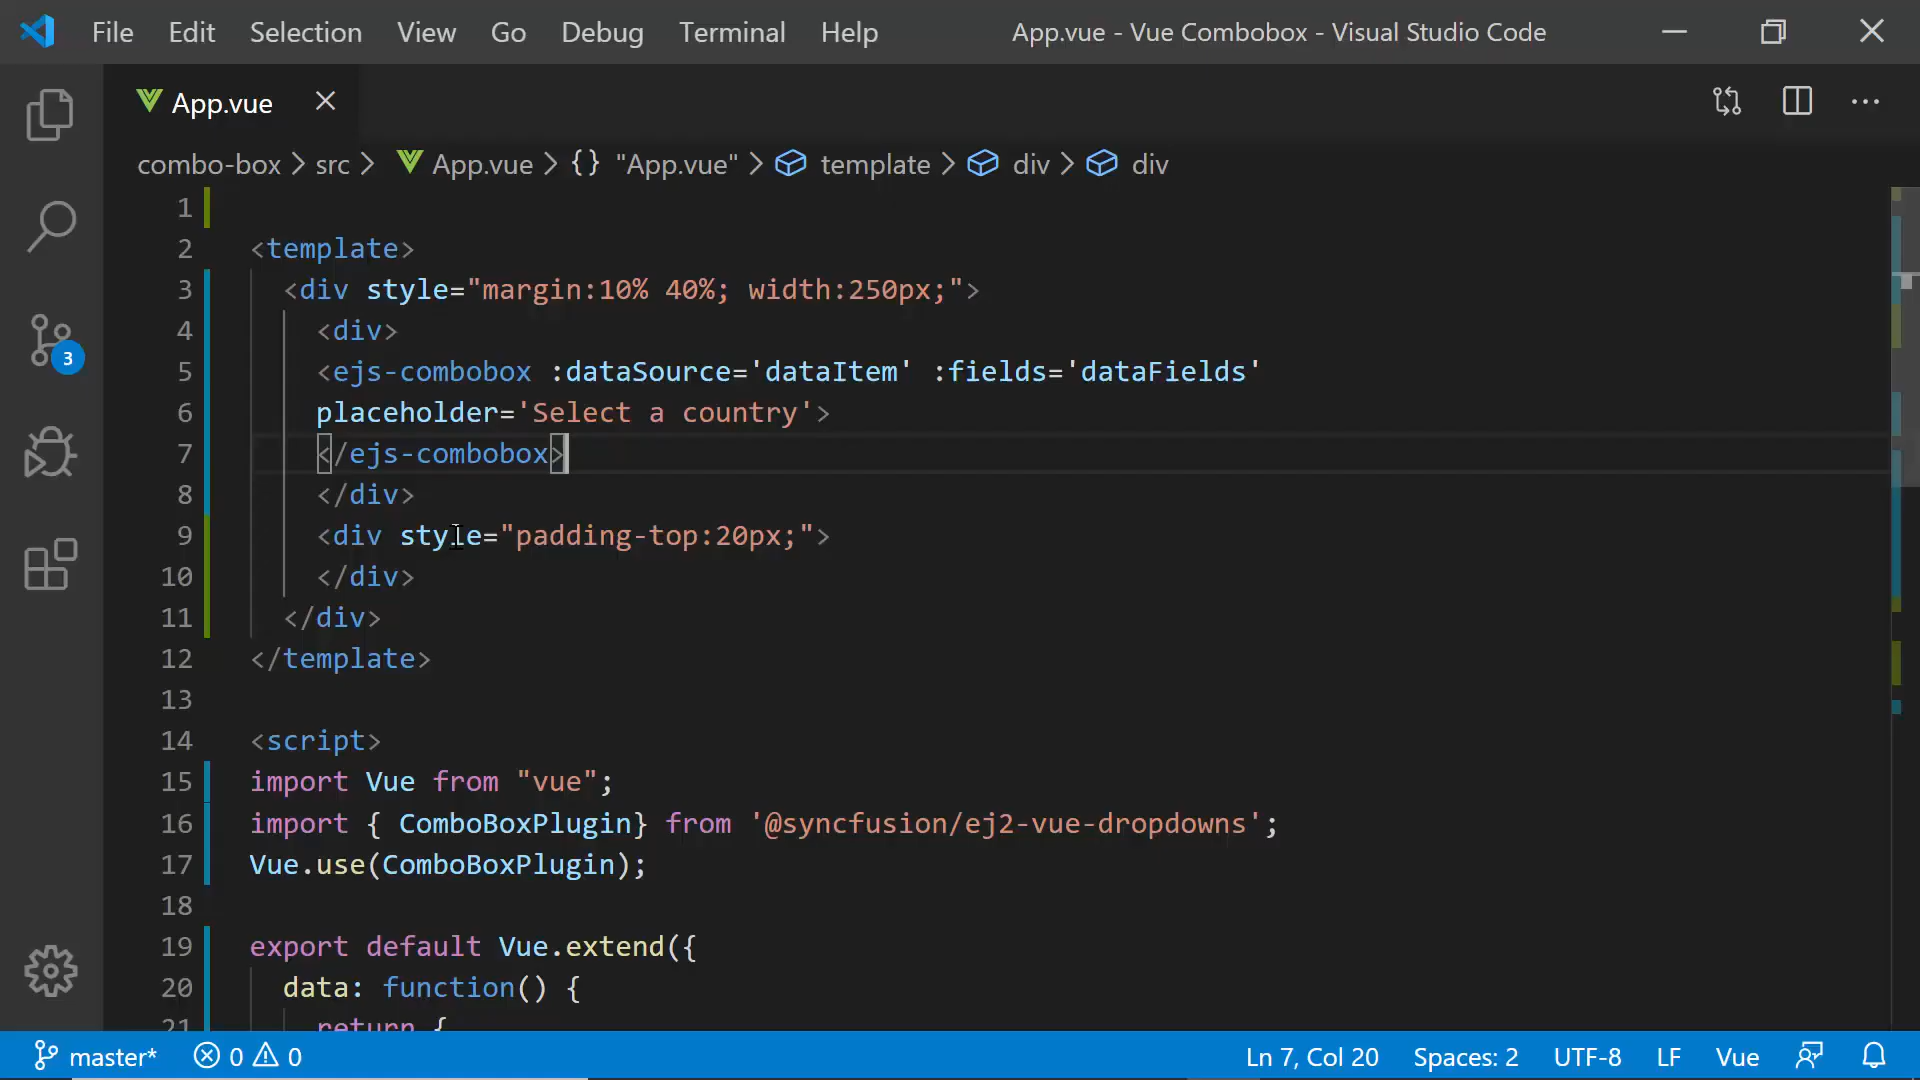 File Edit Selection View Go Debug Terminal Help App.vue - Vue Combobox - Visual Studio Code
App.vue
combo-box > src > App.vue > {} "App.vue" > template > div > div
1
2 <template>
3 <div style="margin:10% 40%; width:250px;">
4 <div>
5 <ejs-combobox :dataSource='dataItem' :fields='dataFields'
6 placeholder='Select a country'>
7 </ejs-combobox>
8 </div>
9 <div style="padding-top:20px;">
10 </div>
11 </div>
12 </template>
13
14 <script>
15 import Vue from "vue";
16 import { ComboBoxPlugin} from '@syncfusion/ej2-vue-dropdowns';
17 Vue.use(ComboBoxPlugin);
18
19 export default Vue.extend({
20 data: function() {
21 return {
3
master* 0 0 Ln 7, Col 20 Spaces: 2 UTF-8 LF Vue